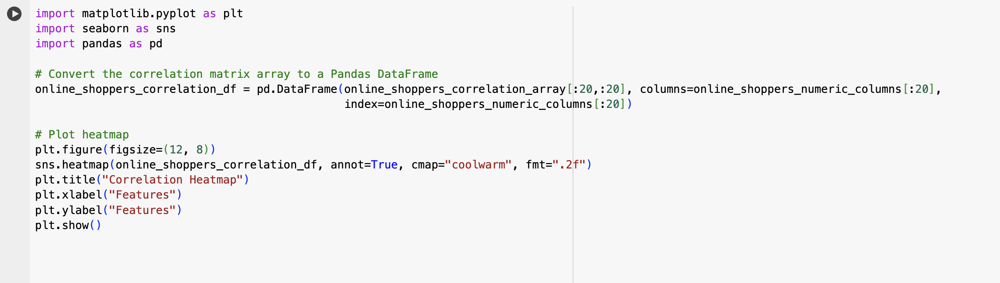 import matplotlib.pyplot as plt
import seaborn as sns
import pandas as pd
# Convert the correlation matrix array to a Pandas DataFrame
online_shoppers_correlation_df = pd.DataFrame(online_shoppers_correlation_array[:20,:20], columns=online_shoppers_numeric_columns[:20],
index=online_shoppers_numeric_columns[:20])
# Plot heatmap
plt.figure(figsize=(12, 8))
sns.heatmap(online_shoppers_correlation_df, annot=True, cmap="coolwarm", fmt=".2f")
plt.title("Correlation Heatmap")
plt.xlabel("Features")
plt.ylabel("Features")
plt.show()